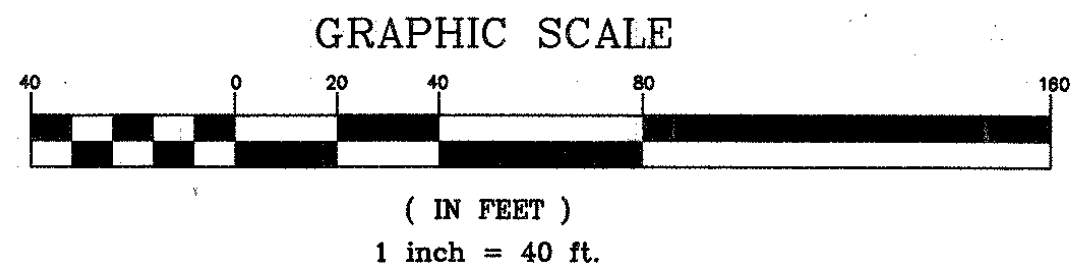 GRAPHIC SCALE
40 0 20 40 80 160
( IN FEET )
1 inch = 40 ft.